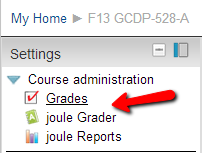 My Home ▶ F13 GCDP-528-A
Settings
Course administration
Grades
joule Grader
joule Reports